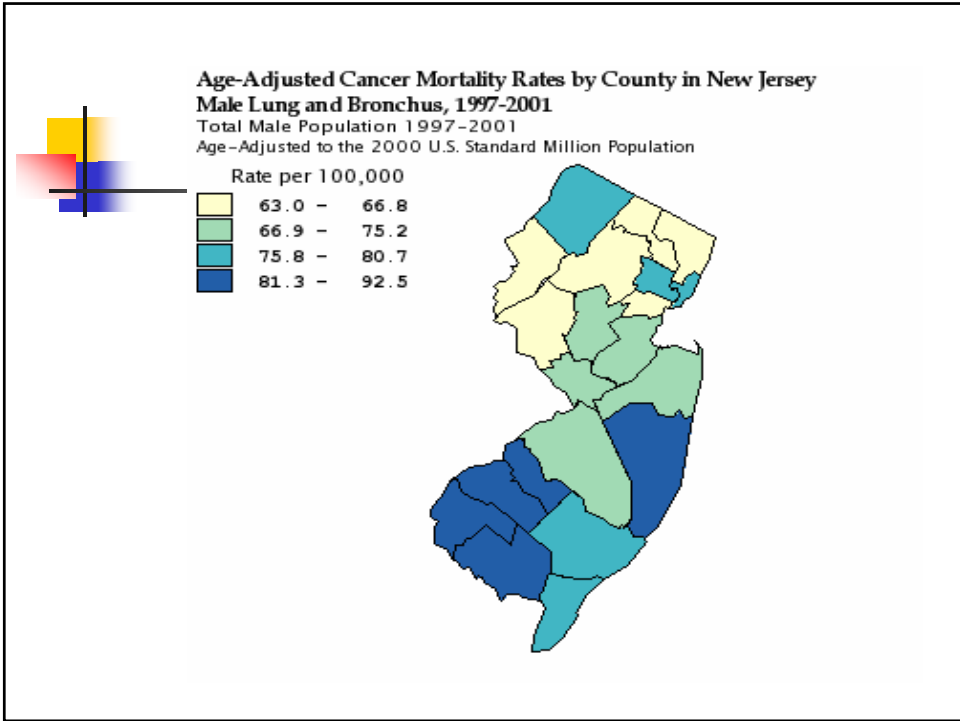 Age-Adjusted Cancer Mortality Rates by County in New Jersey
Male Lung and Bronchus, 1997-2001
Total Male Population 1997-2001
Age-Adjusted to the 2000 U.S. Standard Million Population
Rate per 100,000
63.0 - 66.8
66.9 - 75.2
75.8 - 80.7
81.3 - 92.5